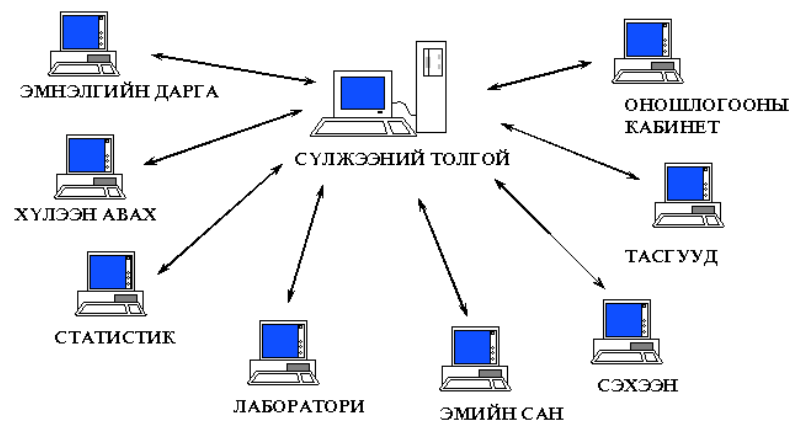 ЭМНЭЛГИЙН ДАРГА
СҮЛЖЭЭНИЙ ТОЛГОЙ
ОНОШЛОГООНЫ
КАБИНЕТ
ХҮЛЭЭН АВАХ
ТАСГУУД
СТАТИСТИК
ЛАБОРАТОРИ
ЭМИЙН САН
СЭХЭЭН